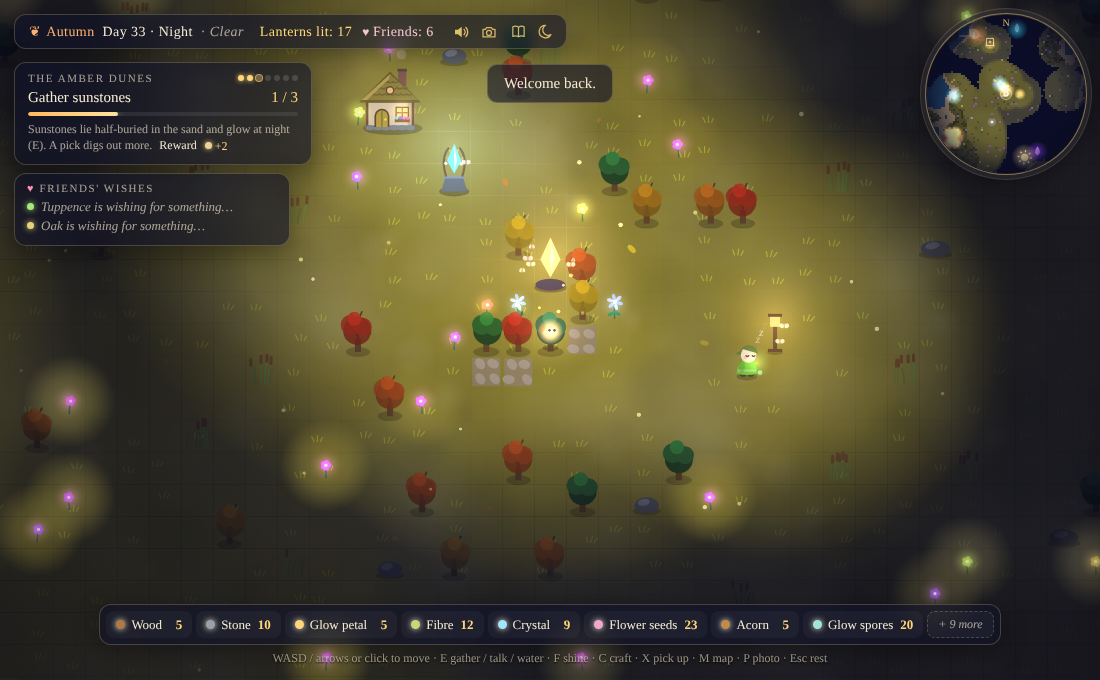 Autumn Day 33 · Night · Clear Lanterns lit: 17 ♥ Friends: 6
THE AMBER DUNES
Gather sunstones 1 / 3
Sunstones lie half-buried in the sand and glow at night
(E). A pick digs out more. Reward +2
♥ FRIENDS' WISHES
Tuppence is wishing for something…
Oak is wishing for something…
Welcome back.
N
z
z
Wood 5 Stone 10 Glow petal 5 Fibre 12 Crystal 9 Flower seeds 23 Acorn 5 Glow spores 20 + 9 more
WASD / arrows or click to move · E gather / talk / water · F shine · C craft · X pick up · M map · P photo · Esc rest